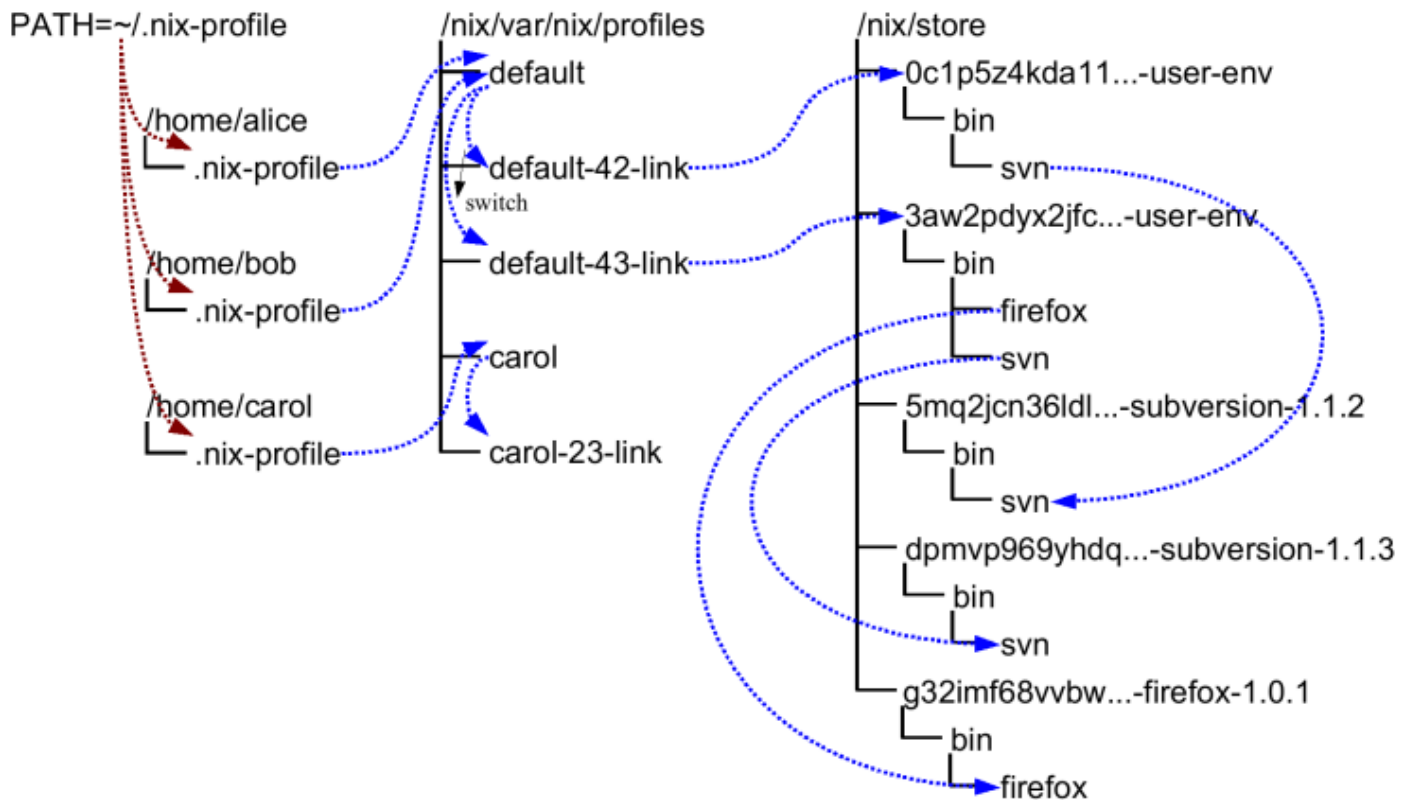 PATH=~/.nix-profile
/home/alice
.nix-profile
/home/bob
.nix-profile
/home/carol
.nix-profile
/nix/var/nix/profiles
default
default-42-link
switch
default-43-link
carol
carol-23-link
/nix/store
0c1p5z4kda11...-user-env
bin
svn
3aw2pdyx2jfc...-user-env
bin
firefox
svn
5mq2jcn36ldl...-subversion-1.1.2
bin
svn
dpmvp969yhdq...-subversion-1.1.3
bin
svn
g32imf68vvbw...-firefox-1.0.1
bin
firefox